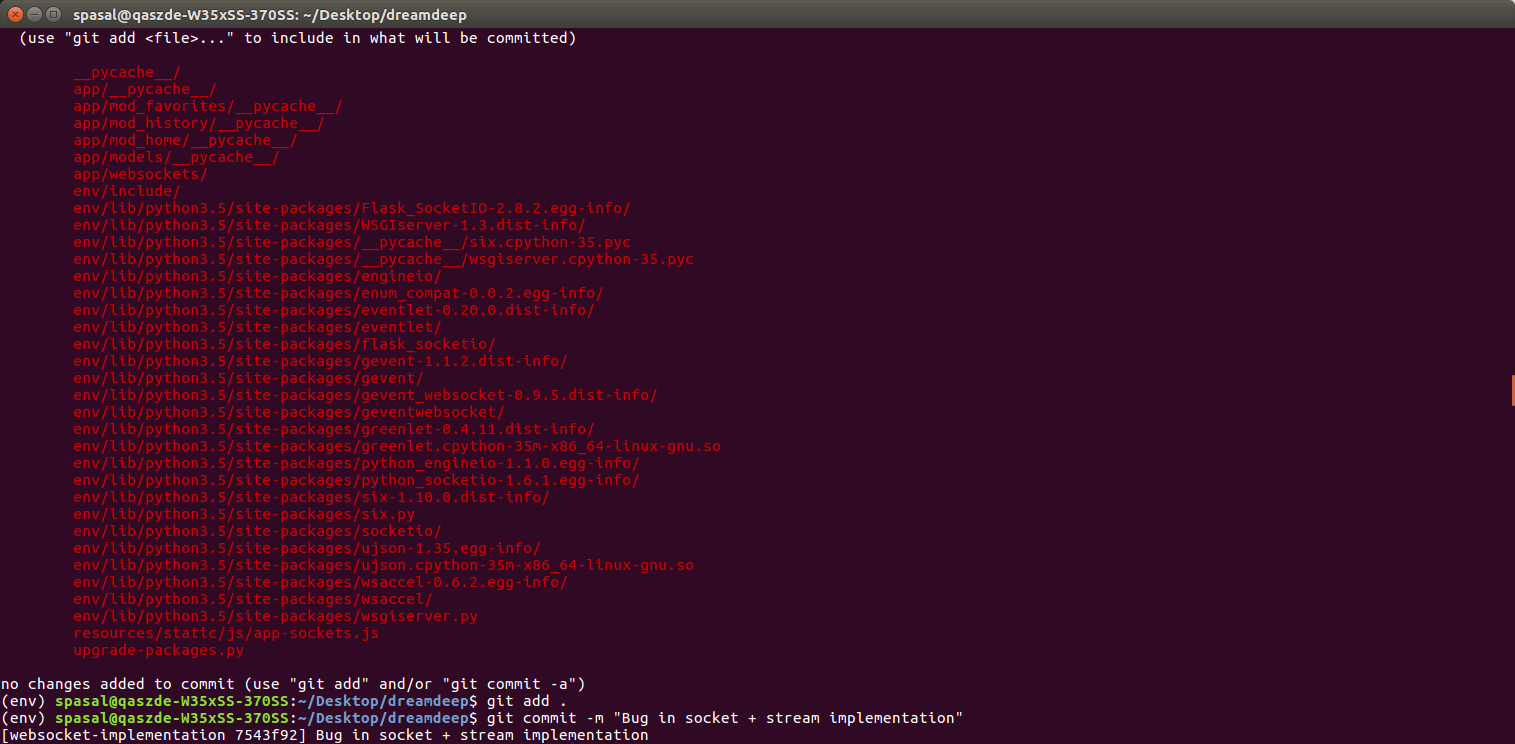 spasal@qaszde-W35xSS-370SS: ~/Desktop/dreamdeep
(use "git add <file>..." to include in what will be committed)
__pycache__/
app/__pycache__/
app/mod_favorites/__pycache__/
app/mod_history/__pycache__/
app/mod_home/__pycache__/
app/models/__pycache__/
app/websockets/
env/include/
env/lib/python3.5/site-packages/Flask_SocketIO-2.8.2.egg-info/
env/lib/python3.5/site-packages/WSGIserver-1.3.dist-info/
env/lib/python3.5/site-packages/__pycache__/six.cpython-35.pyc
env/lib/python3.5/site-packages/__pycache__/wsgiserver.cpython-35.pyc
env/lib/python3.5/site-packages/engineio/
env/lib/python3.5/site-packages/enum_compat-0.0.2.egg-info/
env/lib/python3.5/site-packages/eventlet-0.20.0.dist-info/
env/lib/python3.5/site-packages/eventlet/
env/lib/python3.5/site-packages/flask_socketio/
env/lib/python3.5/site-packages/gevent-1.1.2.dist-info/
env/lib/python3.5/site-packages/gevent/
env/lib/python3.5/site-packages/gevent_websocket-0.9.5.dist-info/
env/lib/python3.5/site-packages/geventwebsocket/
env/lib/python3.5/site-packages/greenlet-0.4.11.dist-info/
env/lib/python3.5/site-packages/greenlet.cpython-35m-x86_64-linux-gnu.so
env/lib/python3.5/site-packages/python_engineio-1.1.0.egg-info/
env/lib/python3.5/site-packages/python_socketio-1.6.1.egg-info/
env/lib/python3.5/site-packages/six-1.10.0.dist-info/
env/lib/python3.5/site-packages/six.py
env/lib/python3.5/site-packages/socketio/
env/lib/python3.5/site-packages/ujson-1.35.egg-info/
env/lib/python3.5/site-packages/ujson.cpython-35m-x86_64-linux-gnu.so
env/lib/python3.5/site-packages/wsaccel-0.6.2.egg-info/
env/lib/python3.5/site-packages/wsaccel/
env/lib/python3.5/site-packages/wsgiserver.py
resources/static/js/app-sockets.js
upgrade-packages.py
no changes added to commit (use "git add" and/or "git commit -a")
(env) spasal@qaszde-W35xSS-370SS:~/Desktop/dreamdeep$ git add .
(env) spasal@qaszde-W35xSS-370SS:~/Desktop/dreamdeep$ git commit -m "Bug in socket + stream implementation"
[websocket-implementation 7543f92] Bug in socket + stream implementation